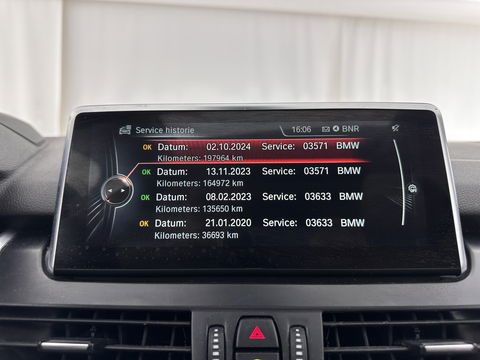 Service historie 16:06 BNR
OK Datum: 02.10.2024 Service: 03571 BMW
Kilometers: 197964 km
OK Datum: 13.11.2023 Service: 03571 BMW
Kilometers: 164972 km
OK Datum: 08.02.2023 Service: 03633 BMW
Kilometers: 135650 km
OK Datum: 21.01.2020 Service: 03633 BMW
Kilometers: 36693 km